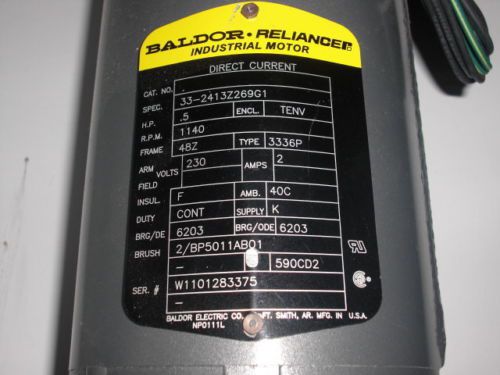 BALDOR • RELIANCER
INDUSTRIAL MOTOR
DIRECT CURRENT
CAT. NO. .
SPEC. 33-2413Z269G1
H.P. .5 ENCL. TENV
R.P.M. 1140
FRAME 48Z TYPE 3336P
ARM VOLTS 230 AMPS 2
FIELD
INSUL. F AMB. 40C
DUTY CONT SUPPLY K
BRG/DE 6203 BRG/ODE 6203
BRUSH 2/BP5011AB01
- 590CD2
SER. # W1101283375
BALDOR ELECTRIC CO. FT. SMITH, AR. MFG. IN U.S.A.
NP0111L